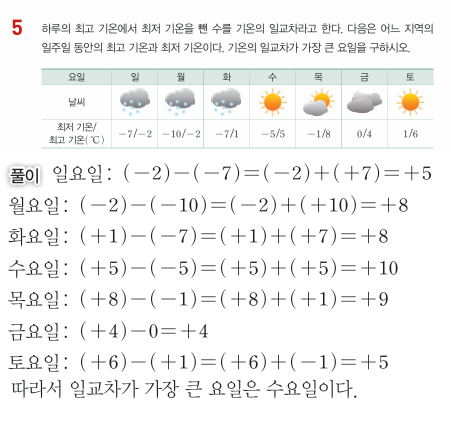 5 하루의 최고 기온에서 최저 기온을 뺀 수를 기온의 일교차라고 한다. 다음은 어느 지역의
일주일 동안의 최고 기온과 최저 기온이다. 기온의 일교차가 가장 큰 요일을 구하시오.
요일 일 월 화 수 목 금 토
날씨
최저 기온/
최고 기온(℃) −7/−2 −10/−2 −7/1 −5/5 −1/8 0/4 1/6
풀이 일요일: (−2)−(−7)=(−2)+(+7)=+5
월요일: (−2)−(−10)=(−2)+(+10)=+8
화요일: (+1)−(−7)=(+1)+(+7)=+8
수요일: (+5)−(−5)=(+5)+(+5)=+10
목요일: (+8)−(−1)=(+8)+(+1)=+9
금요일: (+4)−0=+4
토요일: (+6)−(+1)=(+6)+(−1)=+5
따라서 일교차가 가장 큰 요일은 수요일이다.